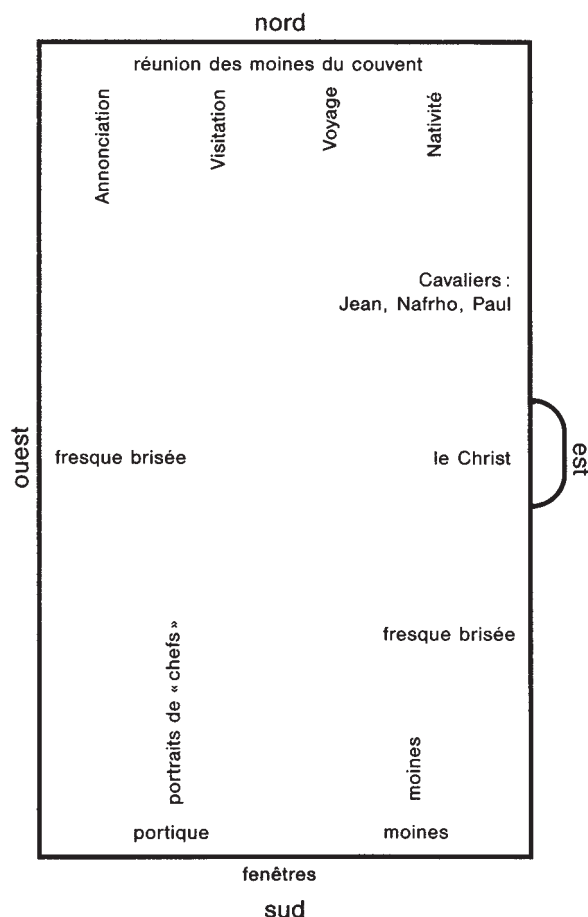 nord
réunion des moines du couvent
Annonciation
Visitation
Voyage
Nativité
Cavaliers :
Jean, Nafrho, Paul
ouest
fresque brisée
le Christ
est
fresque brisée
portraits de « chefs »
moines
portique
moines
fenêtres
sud